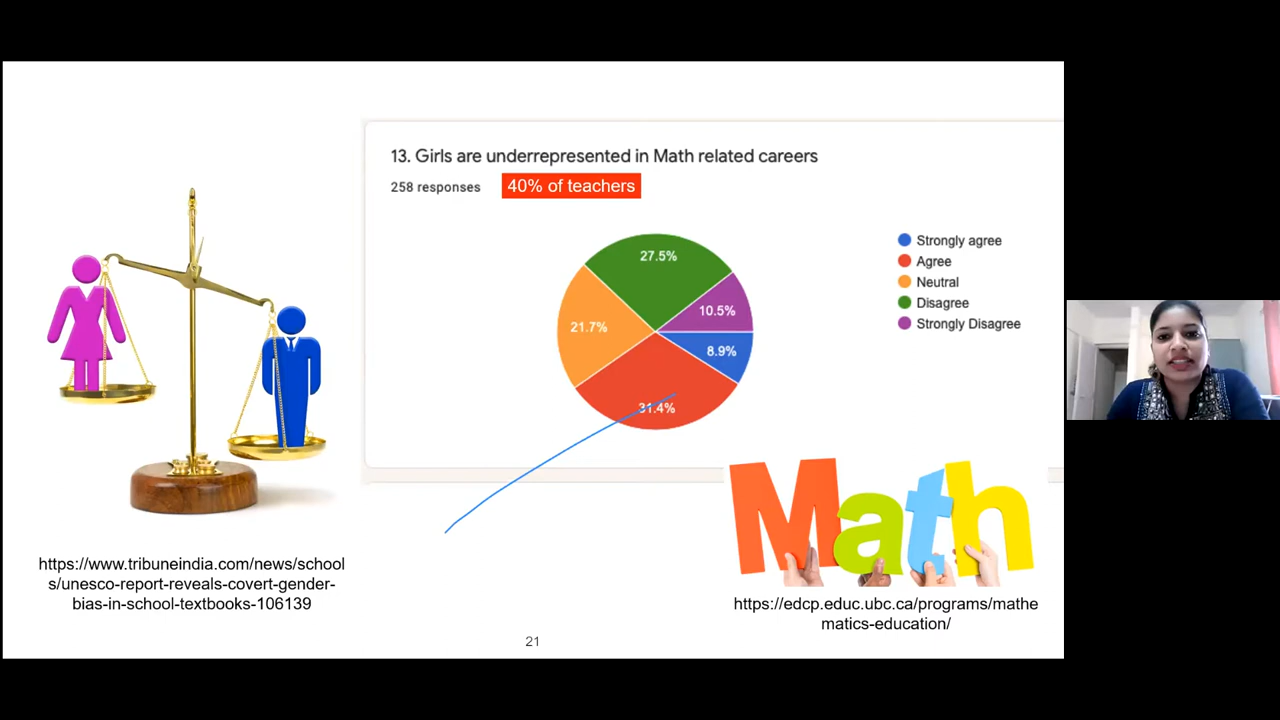 13. Girls are underrepresented in Math related careers
258 responses
40% of teachers
27.5%
10.5%
21.7%
8.9%
31.4%
Strongly agree
Agree
Neutral
Disagree
Strongly Disagree
Math
https://www.tribuneindia.com/news/school
s/unesco-report-reveals-covert-gender-
bias-in-school-textbooks-106139
https://edcp.educ.ubc.ca/programs/mathe
matics-education/
21